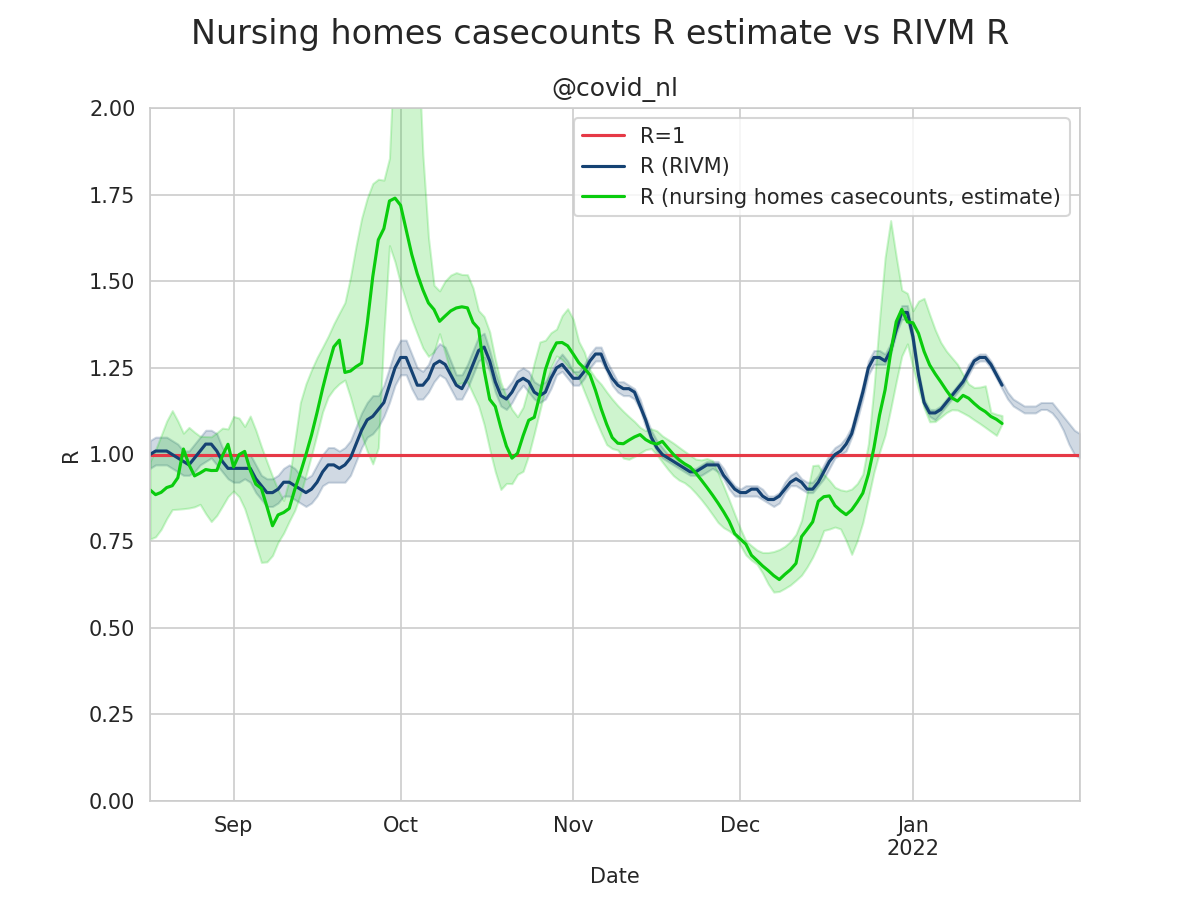 Nursing homes casecounts R estimate vs RIVM R
@covid_nl
2.00
1.75
1.50
1.25
1.00
0.75
0.50
0.25
0.00
R
R=1
R (RIVM)
R (nursing homes casecounts, estimate)
Sep
Oct
Nov
Dec
Jan
2022
Date